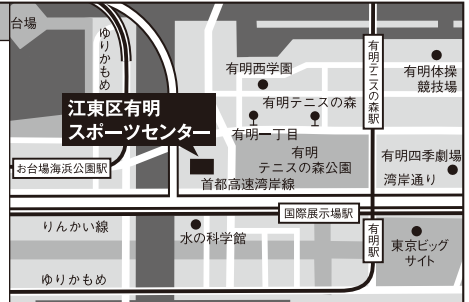 台場
ゆりかもめ
有明テニスの森駅
有明体操
競技場
有明西学園
江東区有明
スポーツセンター
有明テニスの森
有明一丁目
有明
テニスの森公園
有明四季劇場
お台場海浜公園駅
首都高速湾岸線
湾岸通り
国際展示場駅
りんかい線
水の科学館
有明駅
東京ビッグ
サイト
ゆりかもめ